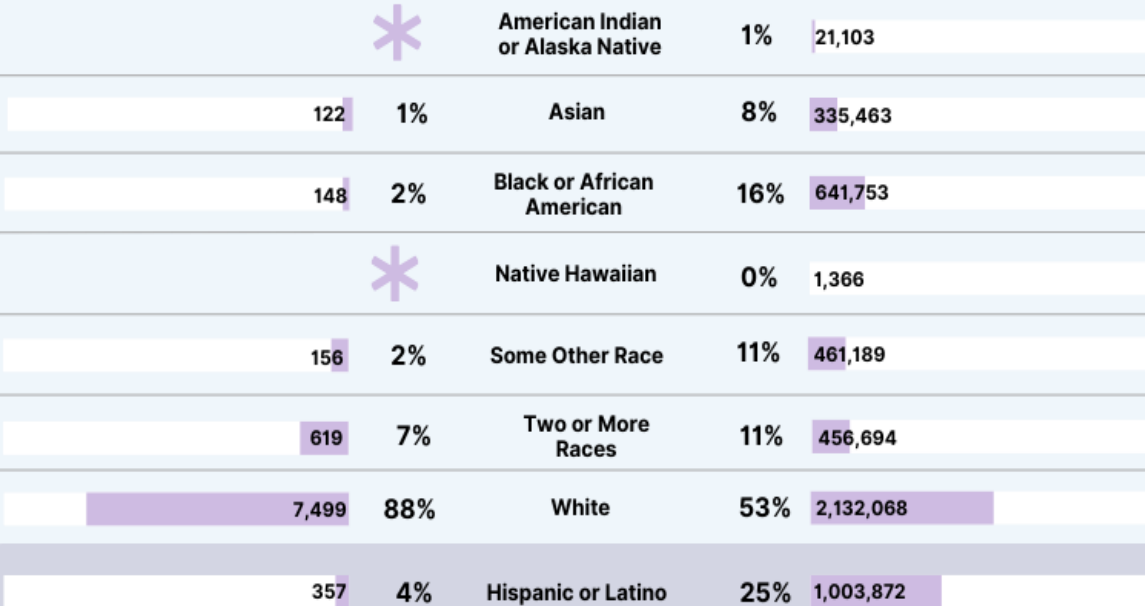 American Indian
or Alaska Native
1%
21,103
122
1%
Asian
8%
335,463
148
2%
Black or African
American
16%
641,753
Native Hawaiian
0%
1,366
156
2%
Some Other Race
11%
461,189
619
7%
Two or More
Races
11%
456,694
7,499
88%
White
53%
2,132,068
357
4%
Hispanic or Latino
25%
1,003,872